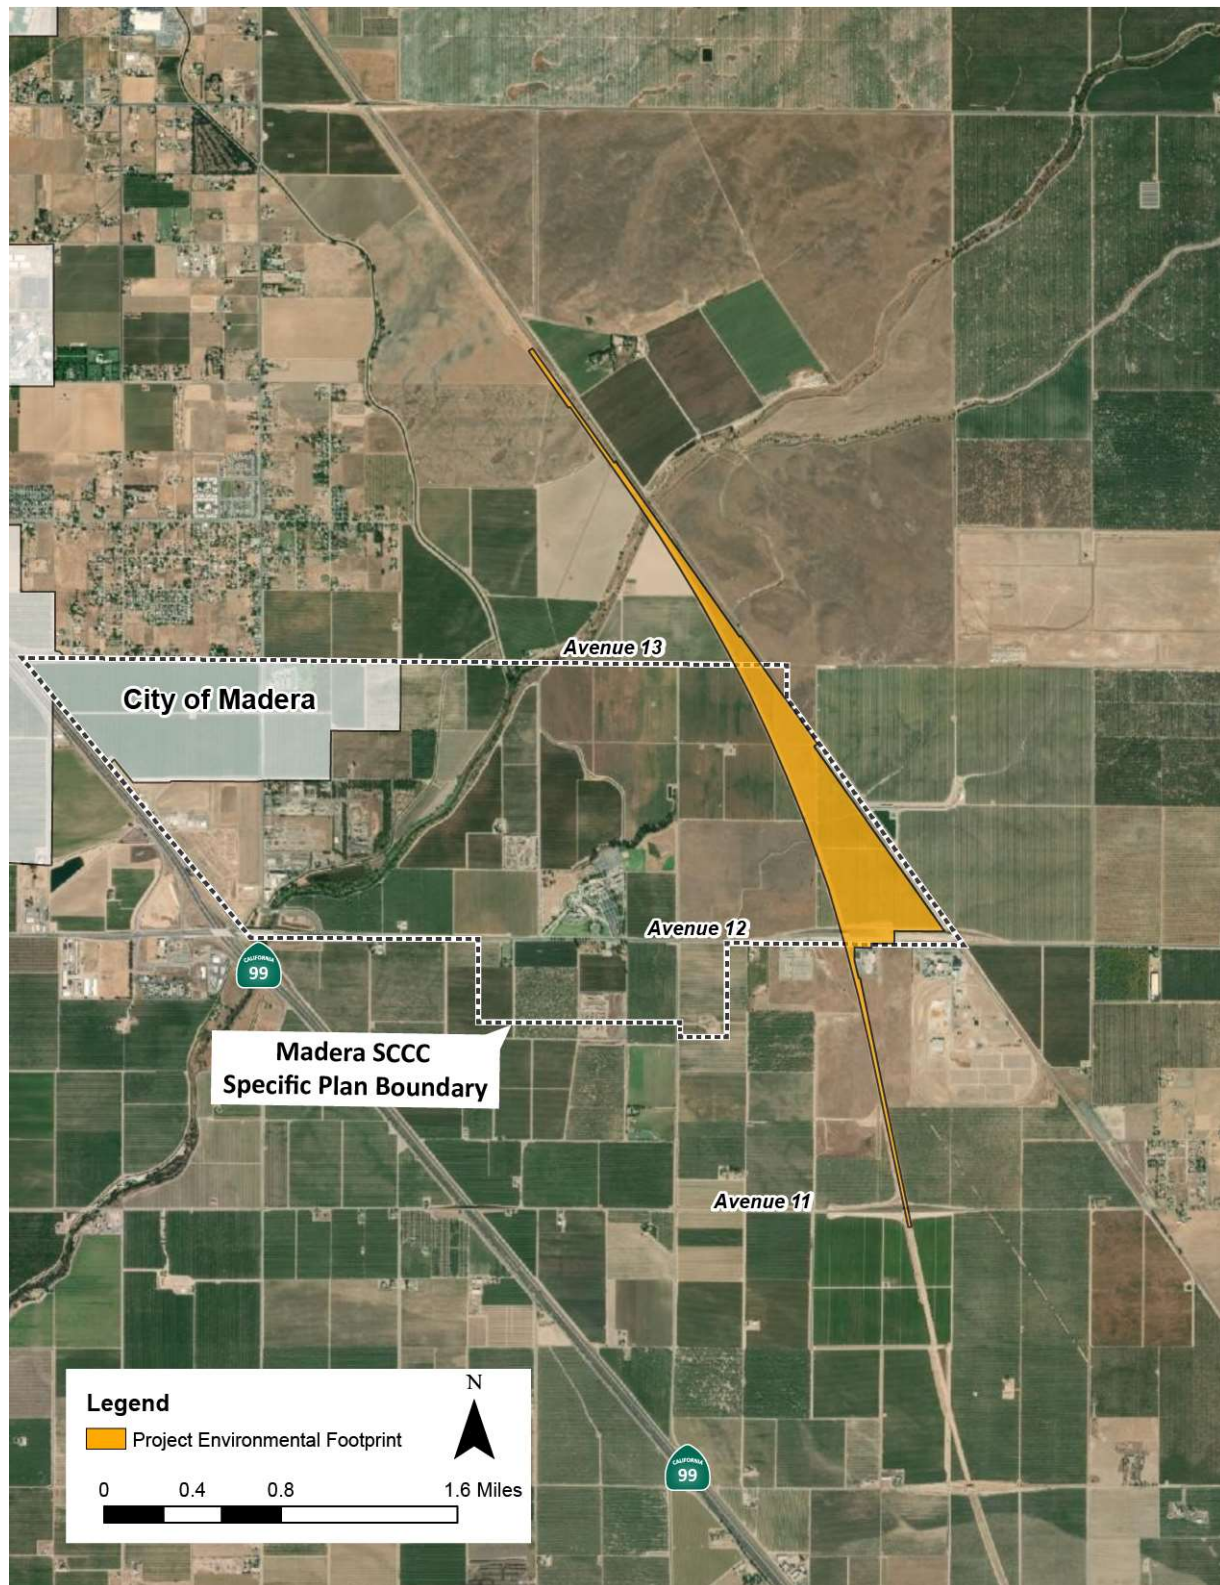 Avenue 13
City of Madera
Avenue 12
CALIFORNIA
99
Madera SCCC
Specific Plan Boundary
Avenue 11
Legend
N
Project Environmental Footprint
0 0.4 0.8 1.6 Miles
CALIFORNIA
99